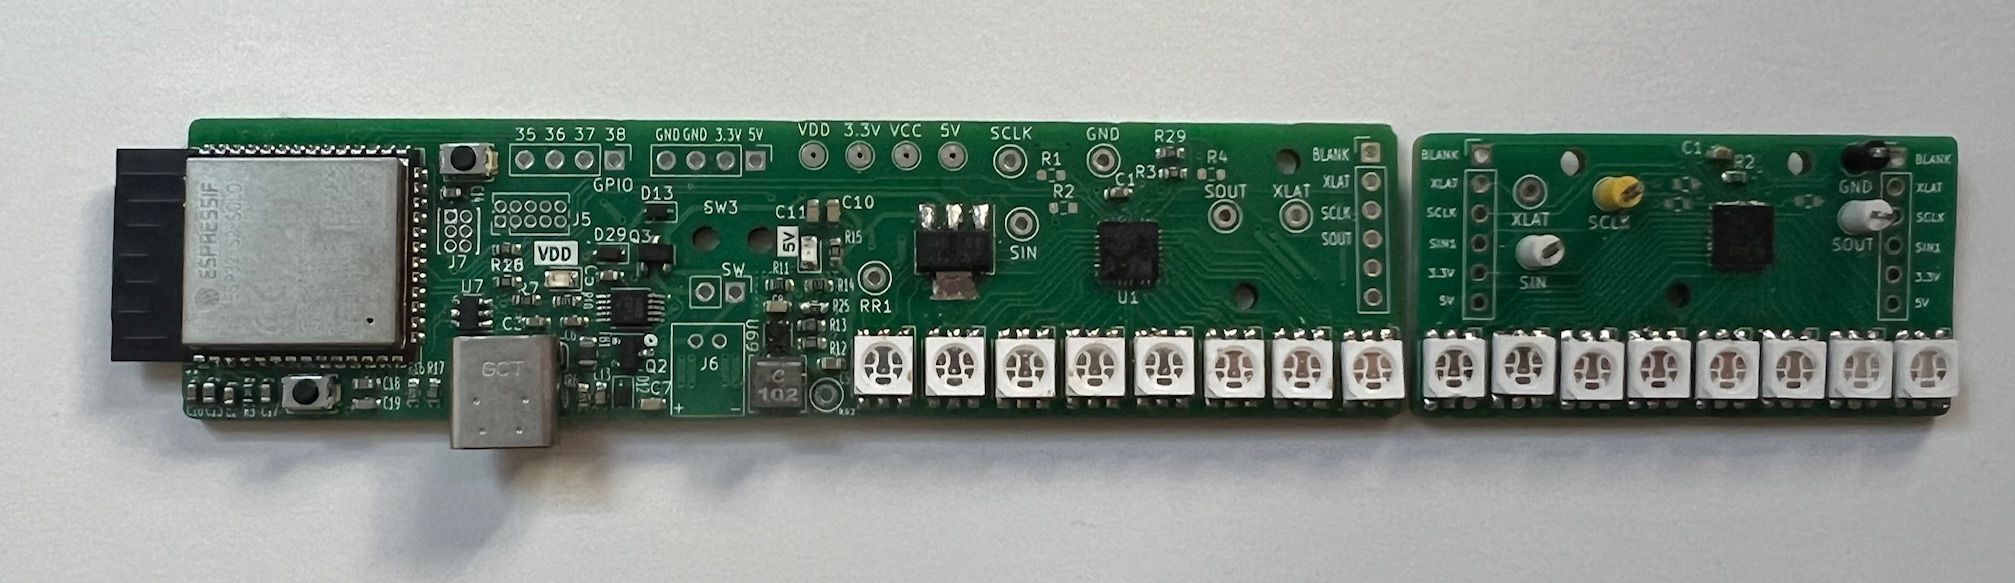 35 36 37 38
GPIO
GND GND 3.3V 5V
VDD 3.3V VCC 5V
SCLK
GND
R29
R1
R3
R4
R2
C1
SIN
SOUT
XLAT
BLANK
XLAT
SCLK
SOUT
ESPRESSIF
J5
J7
D13
SW3
C11
C10
5V
R15
D29
Q3
VDD
SW
R11
R14
R25
R13
R12
U7
R7
RR1
U1
U69
J6
Q2
C7
C13
GCT
C
102
R17
C18
C19
C17
+ -
BLANK
XLAT
SCLK
SIN1
3.3V
5V
XLAT
SCLK
SIN
C1
R2
GND
SOUT
BLANK
XLAT
SCLK
SIN1
3.3V
5V